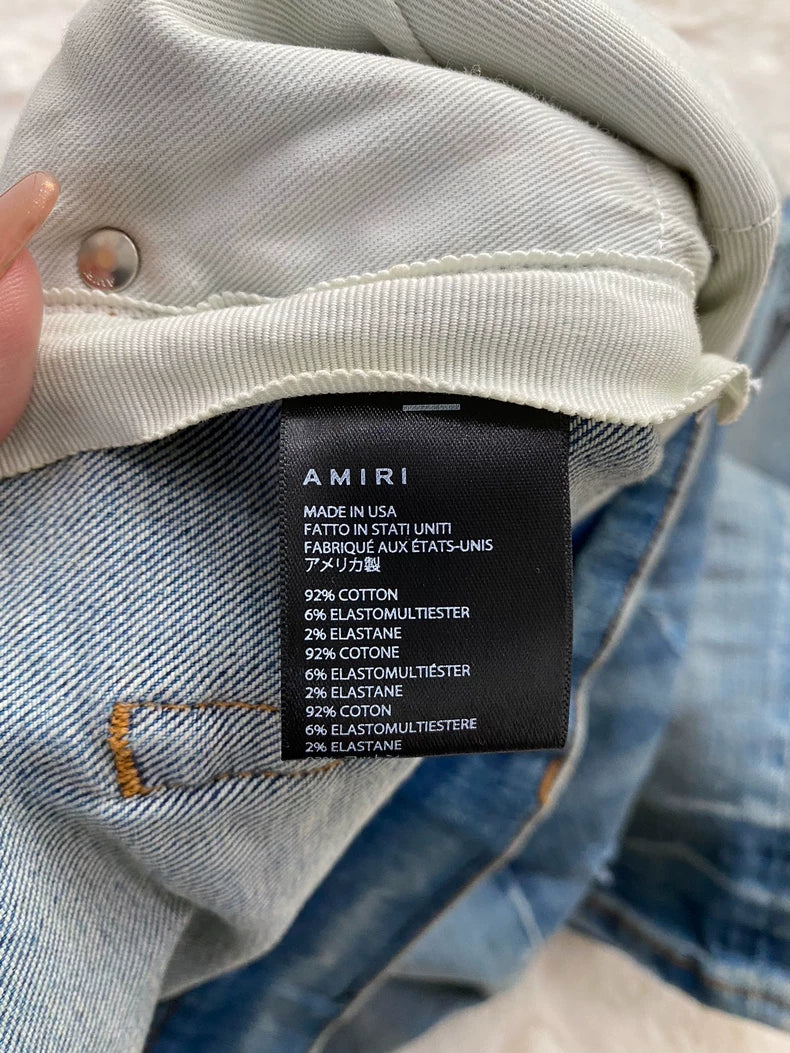 AMIRI
MADE IN USA
FATTO IN STATI UNITI
FABRIQUÉ AUX ÉTATS-UNIS
アメリカ製
92% COTTON
6% ELASTOMULTIESTER
2% ELASTANE
92% COTONE
6% ELASTOMULTIÉSTER
2% ELASTANE
92% COTON
6% ELASTOMULTIESTERE
2% ELASTANE